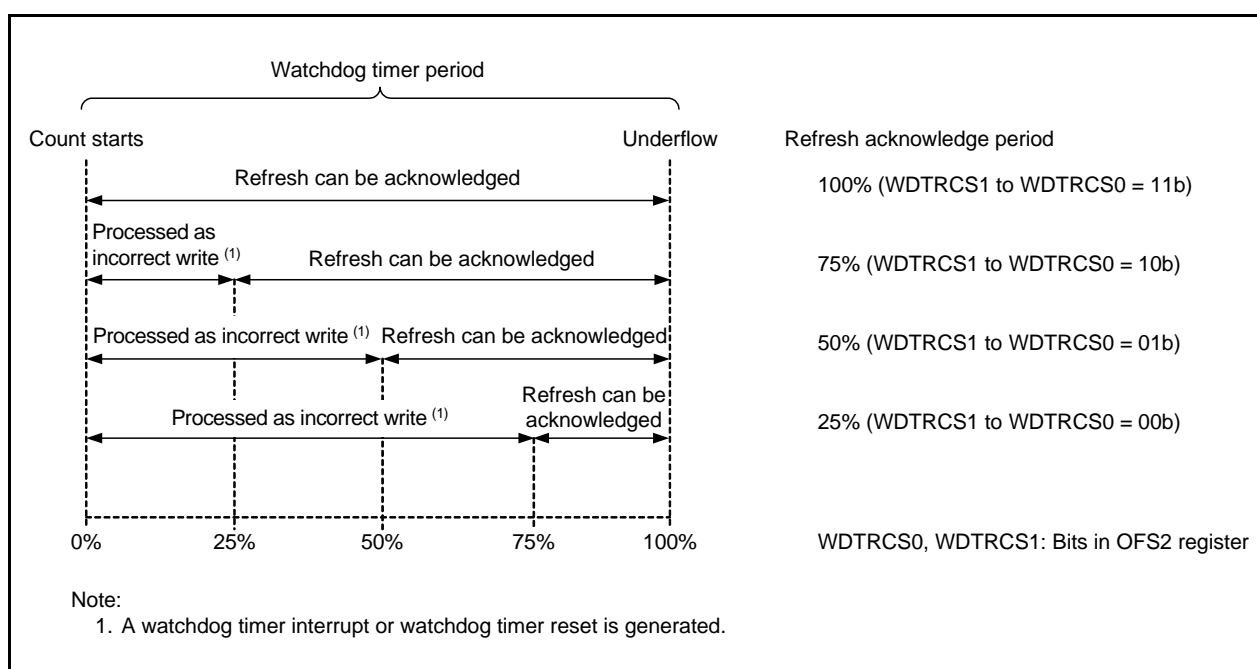 Watchdog timer period
Count starts
Underflow
Refresh acknowledge period
Refresh can be acknowledged
100% (WDTRCS1 to WDTRCS0 = 11b)
Processed as
incorrect write (1)
Refresh can be acknowledged
75% (WDTRCS1 to WDTRCS0 = 10b)
Processed as incorrect write (1)
Refresh can be acknowledged
50% (WDTRCS1 to WDTRCS0 = 01b)
Processed as incorrect write (1)
Refresh can be
acknowledged
25% (WDTRCS1 to WDTRCS0 = 00b)
0%
25%
50%
75%
100%
WDTRCS0, WDTRCS1: Bits in OFS2 register
Note:
1. A watchdog timer interrupt or watchdog timer reset is generated.